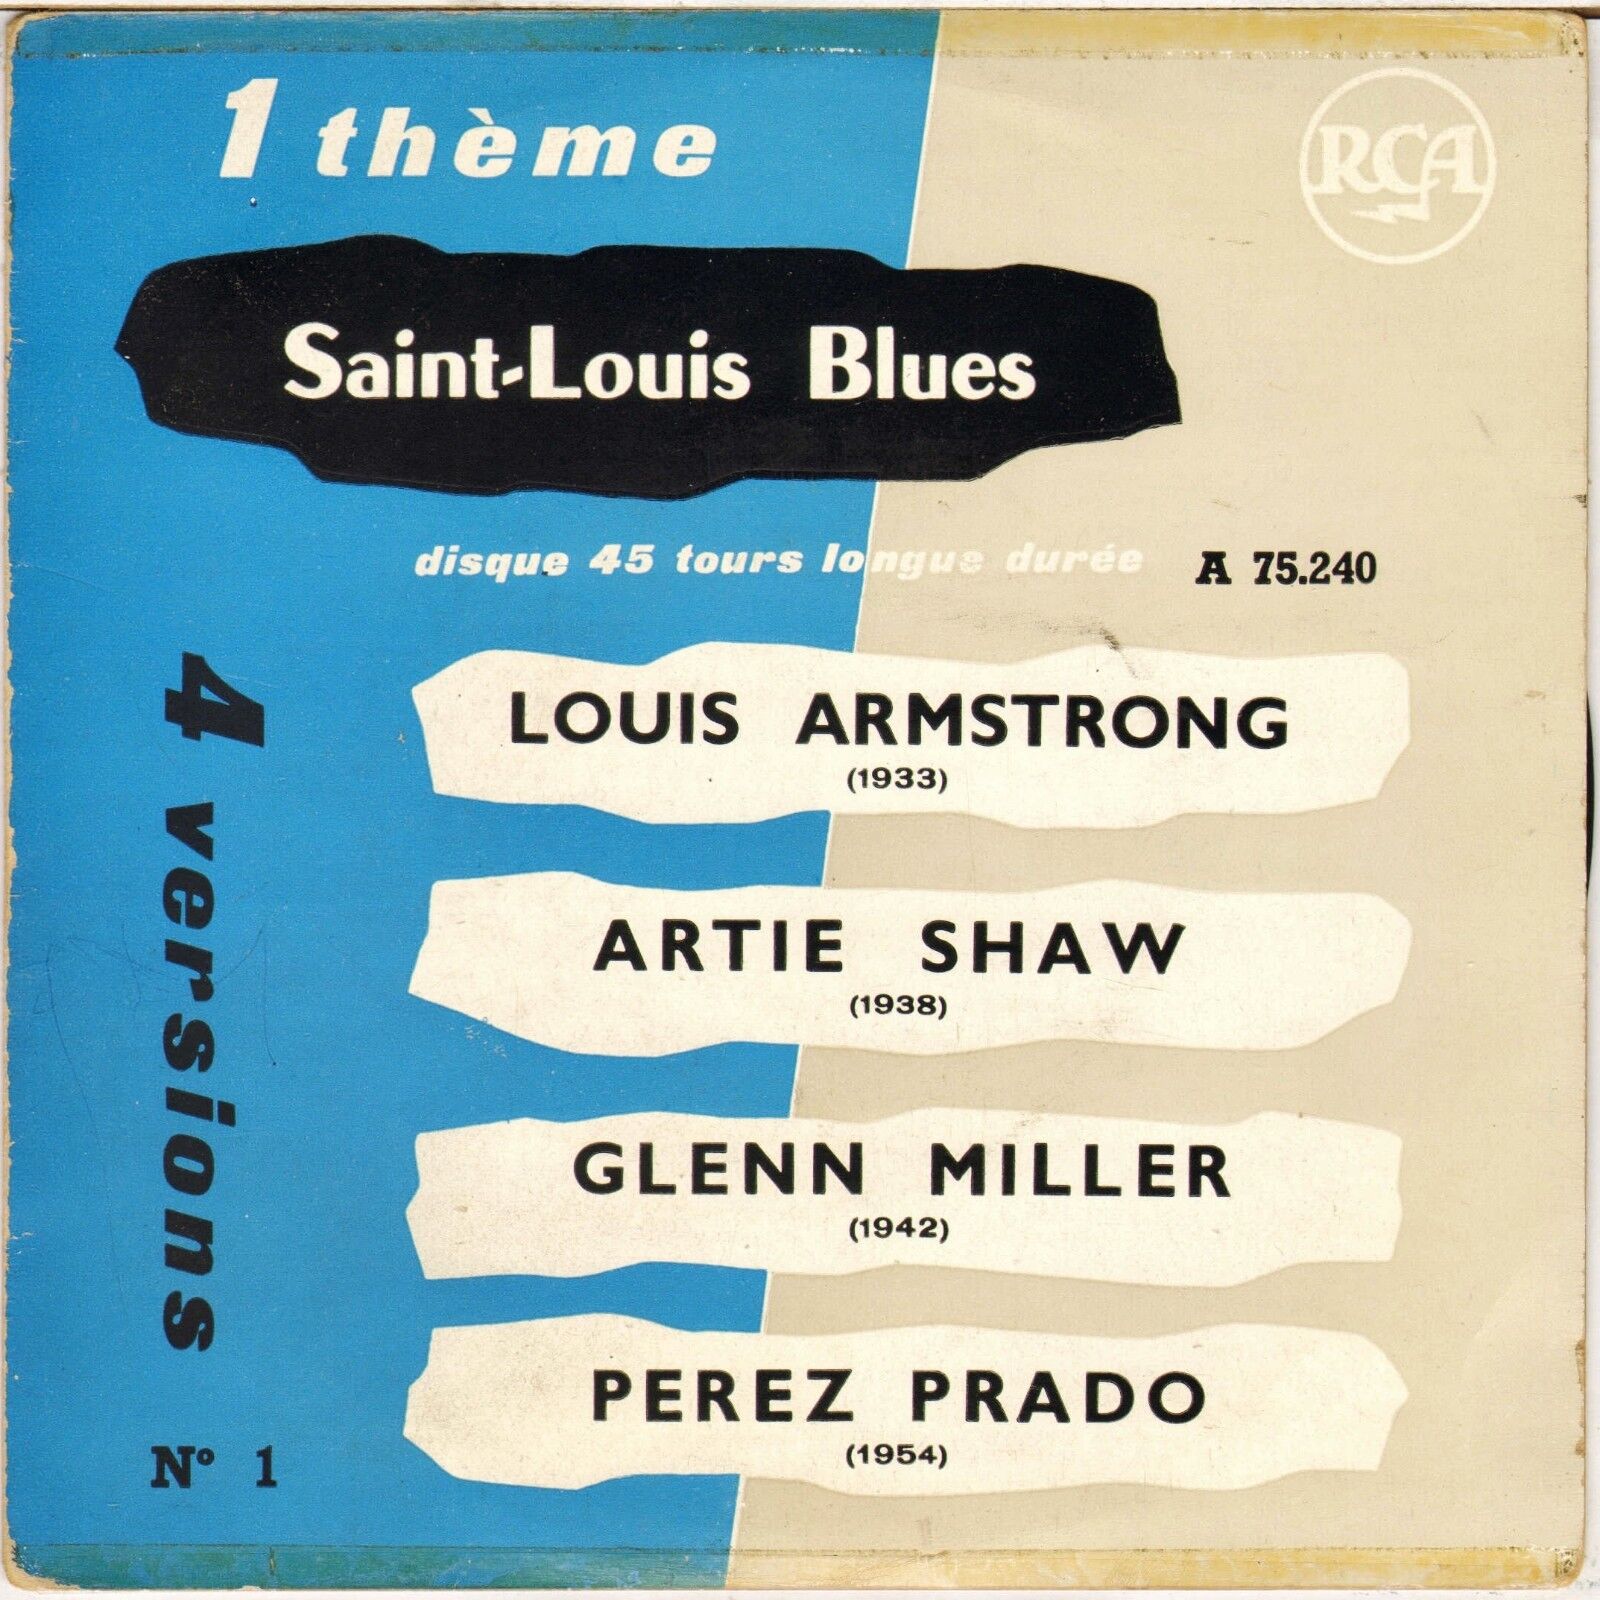 1 thème
RCA
Saint-Louis Blues
disque 45 tours longue durée A 75.240
4 versions
LOUIS ARMSTRONG
(1933)
ARTIE SHAW
(1938)
GLENN MILLER
(1942)
PEREZ PRADO
(1954)
Nº 1